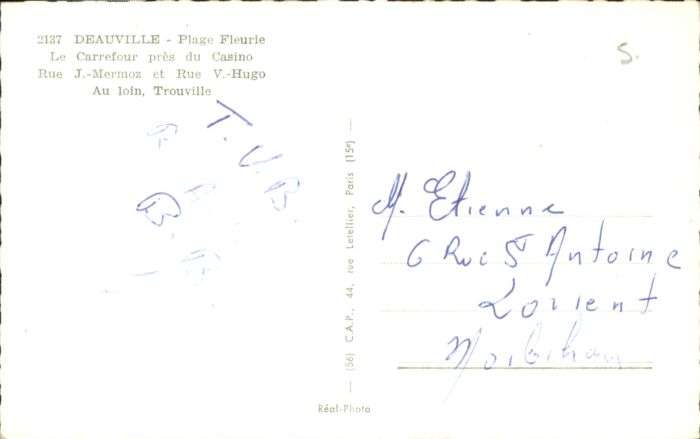 2137 DEAUVILLE - Plage Fleurie
Le Carrefour près du Casino
Rue J.-Mermoz et Rue V.-Hugo
Au loin, Trouville
S.
T.V.B.
M. Etienne
6 Rue St Antoine
Lorient
Morbihan
— (56) C.A.P., 44, rue Letellier, Paris (15e) —
Réal-Photo